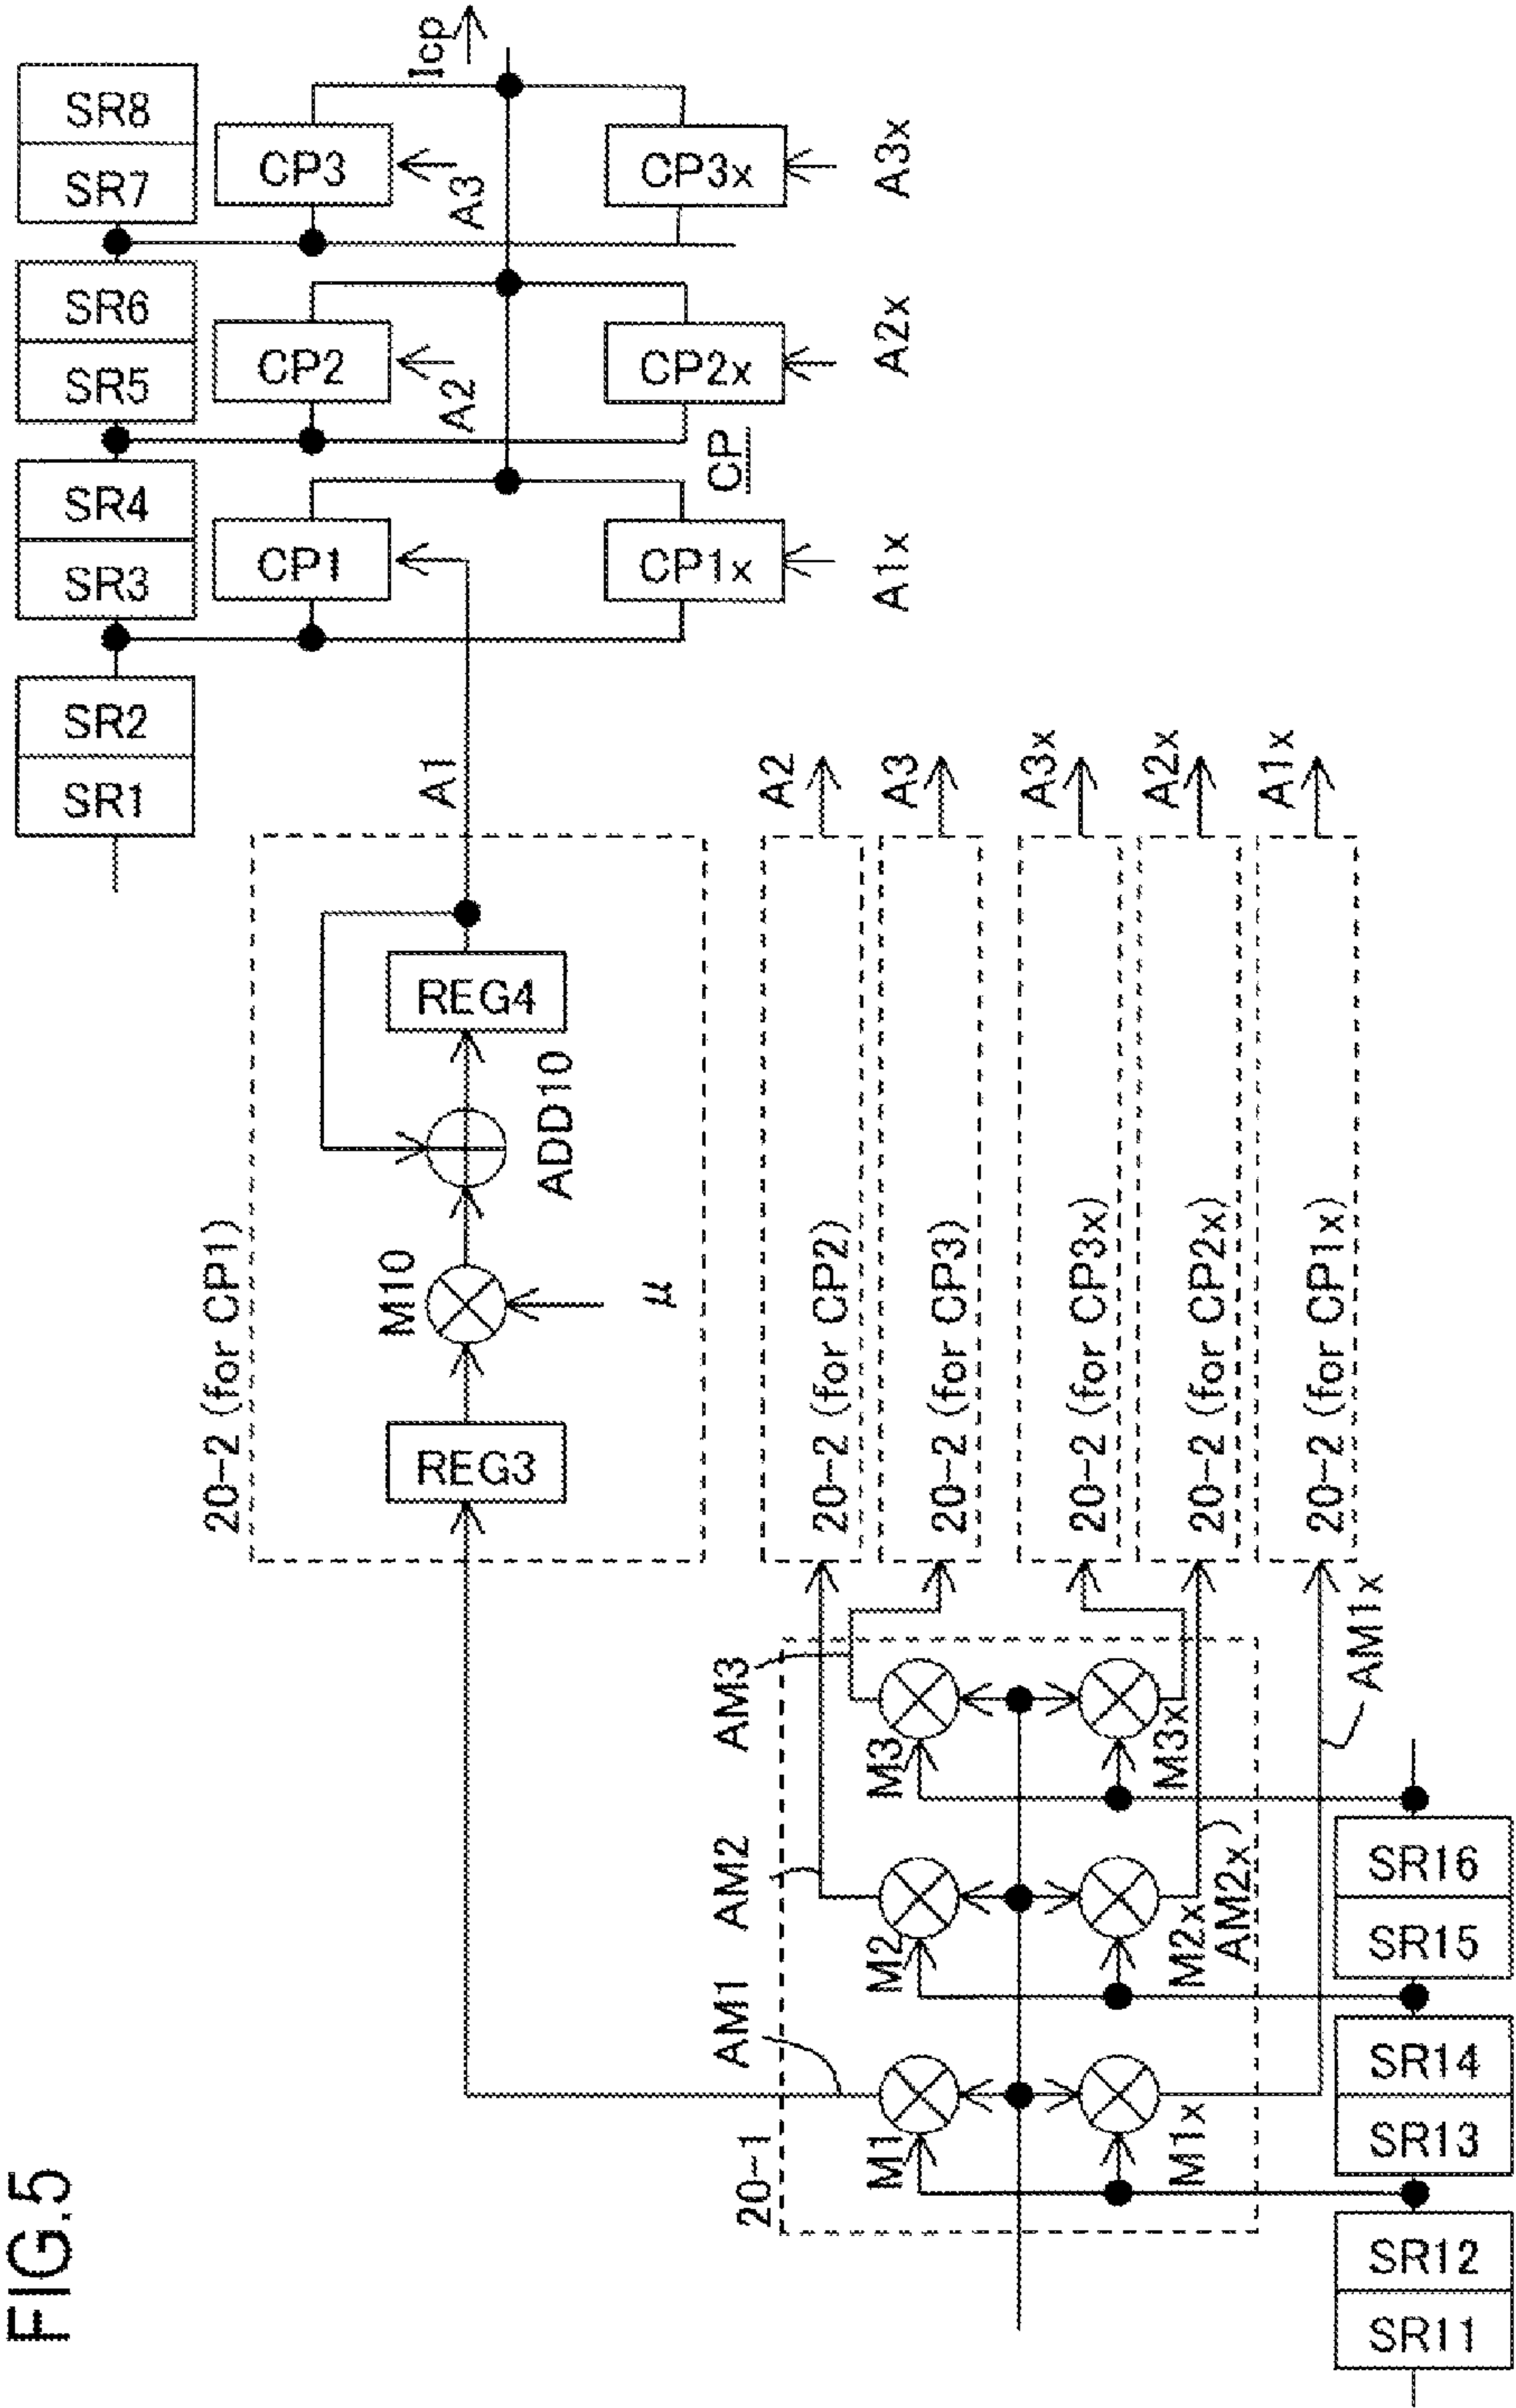 FIG.5
SR1
SR2
SR3
SR4
SR5
SR6
SR7
SR8
CP1
CP2
CP3
A2
A3
Icp
CP1x
CP2x
CP3x
CP
A1x
A2x
A3x
20-2 (for CP1)
REG3
M10
μ
ADD10
REG4
A1
20-2 (for CP2)
A2
20-2 (for CP3)
A3
20-2 (for CP3x)
A3x
20-2 (for CP2x)
A2x
20-2 (for CP1x)
A1x
20-1
AM1
AM2
AM3
M1
M2
M3
M1x
M2x
M3x
AM2x
AM1x
SR11
SR12
SR13
SR14
SR15
SR16